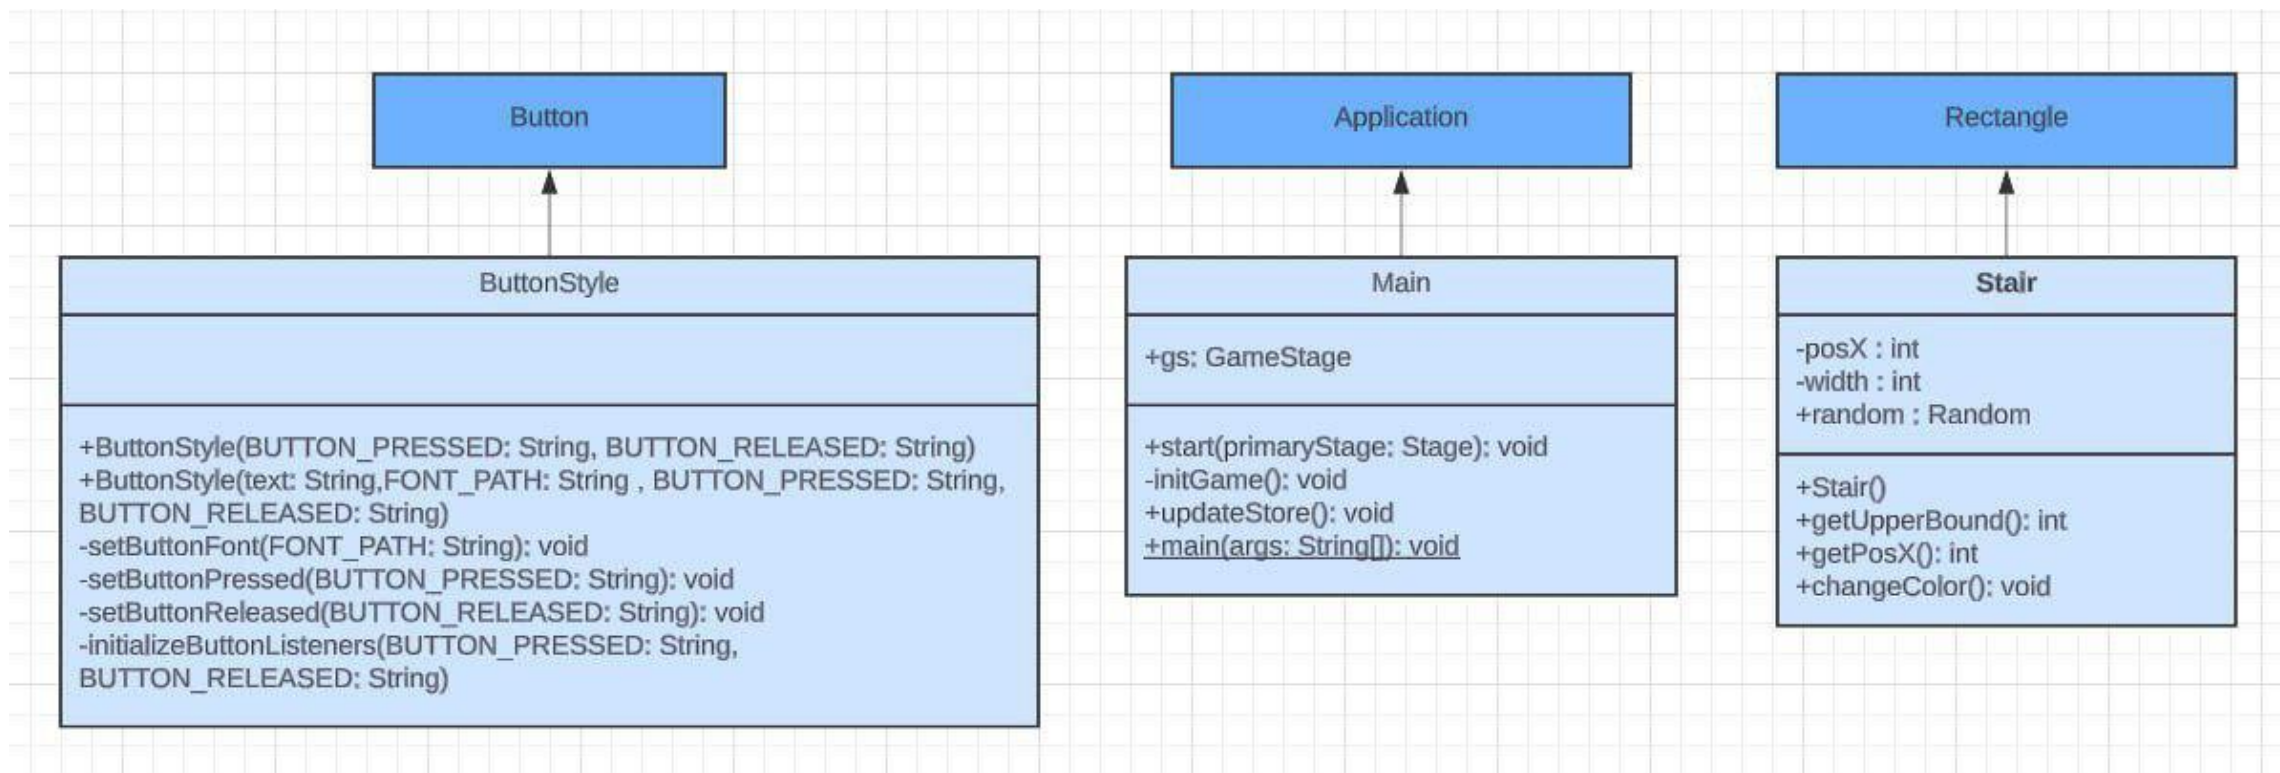 Button
Application
Rectangle
ButtonStyle
+ButtonStyle(BUTTON_PRESSED: String, BUTTON_RELEASED: String)
+ButtonStyle(text: String,FONT_PATH: String , BUTTON_PRESSED: String,
BUTTON_RELEASED: String)
-setButtonFont(FONT_PATH: String): void
-setButtonPressed(BUTTON_PRESSED: String): void
-setButtonReleased(BUTTON_RELEASED: String): void
-initializeButtonListeners(BUTTON_PRESSED: String,
BUTTON_RELEASED: String)
Main
+gs: GameStage
+start(primaryStage: Stage): void
-initGame(): void
+updateStore(): void
+main(args: String[]): void
Stair
-posX : int
-width : int
+random : Random
+Stair()
+getUpperBound(): int
+getPosX(): int
+changeColor(): void